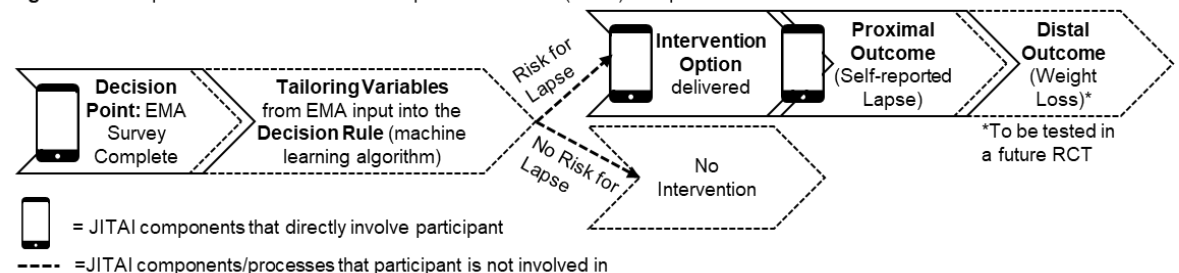 Decision
Point: EMA
Survey
Complete
Tailoring Variables
from EMA input into the
Decision Rule (machine
learning algorithm)
Risk for
Lapse
No Risk for
Lapse
Intervention
Option
delivered
Proximal
Outcome
(Self-reported
Lapse)
Distal
Outcome
(Weight
Loss)*
*To be tested in
a future RCT
No
Intervention
= JITAI components that directly involve participant
=JITAI components/processes that participant is not involved in